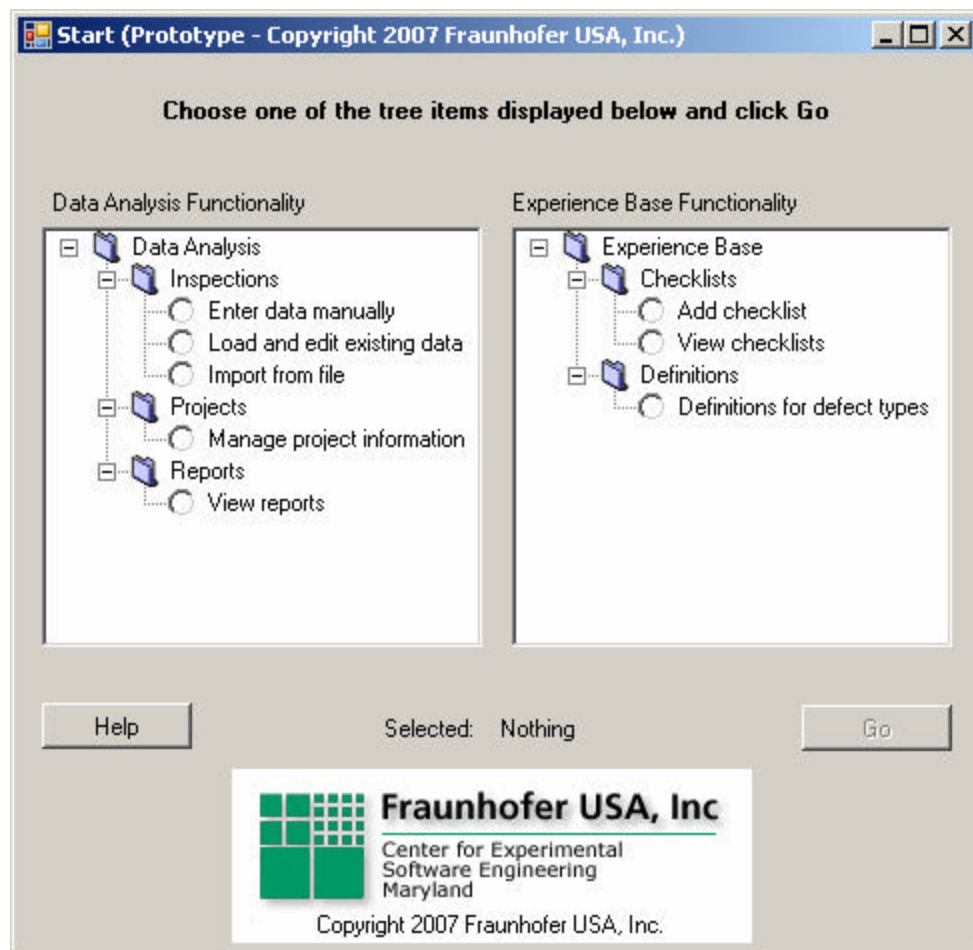 Start (Prototype - Copyright 2007 Fraunhofer USA, Inc.)
Choose one of the tree items displayed below and click Go
Data Analysis Functionality
Data Analysis
Inspections
Enter data manually
Load and edit existing data
Import from file
Projects
Manage project information
Reports
View reports
Experience Base Functionality
Experience Base
Checklists
Add checklist
View checklists
Definitions
Definitions for defect types
Help
Selected: Nothing
Go
Fraunhofer USA, Inc
Center for Experimental
Software Engineering
Maryland
Copyright 2007 Fraunhofer USA, Inc.